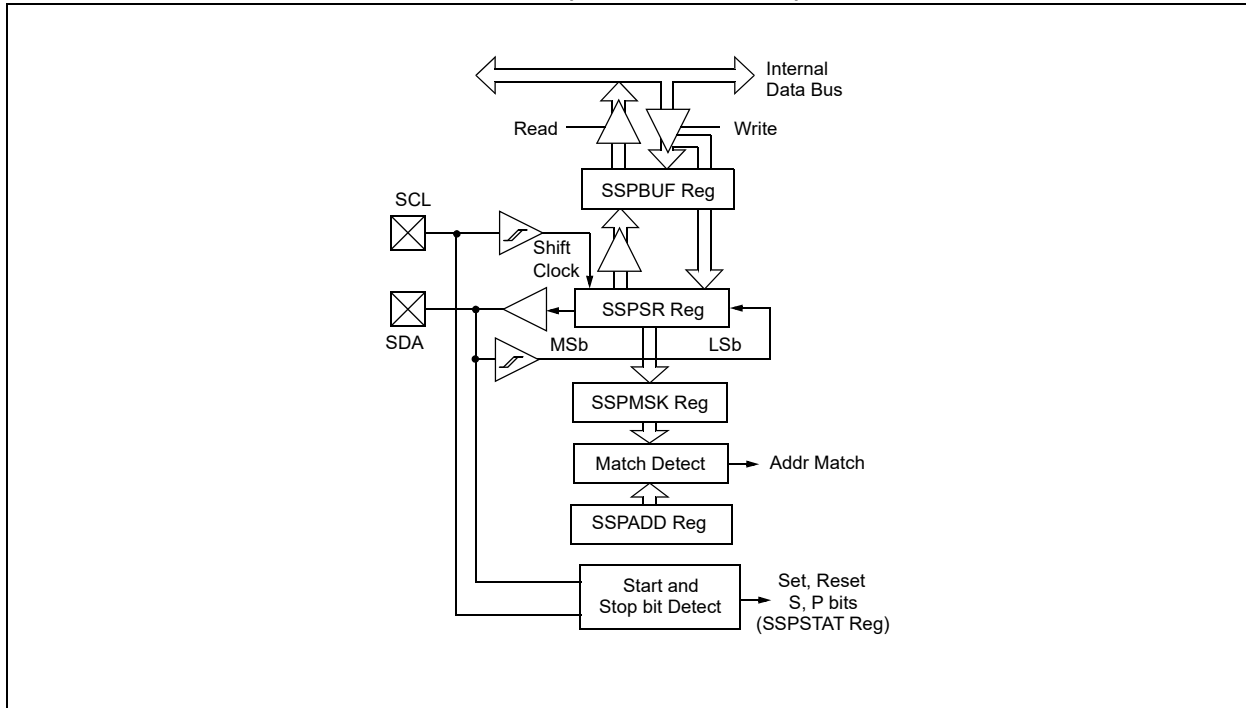 Internal
Data Bus
Read
Write
SSPBUF Reg
SCL
Shift
Clock
SSPSR Reg
SDA
MSb
LSb
SSPMSK Reg
Match Detect
Addr Match
SSPADD Reg
Start and
Stop bit Detect
Set, Reset
S, P bits
(SSPSTAT Reg)